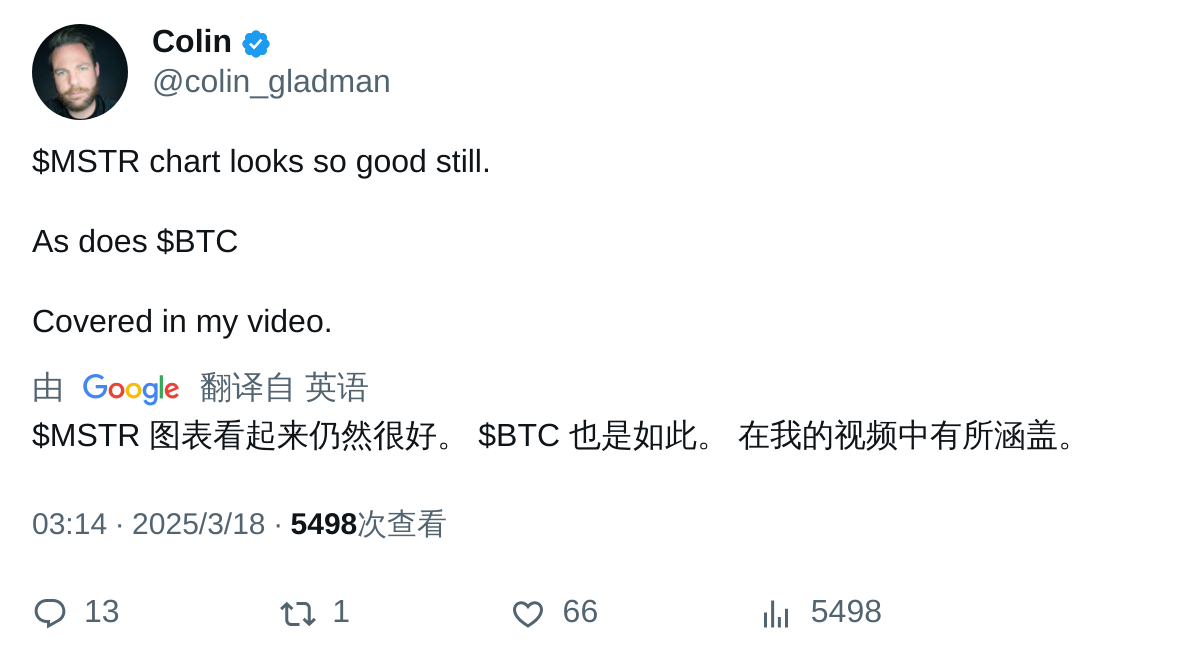 Colin
@colin_gladman
$MSTR chart looks so good still.
As does $BTC
Covered in my video.
由 Google 翻译自 英语
$MSTR 图表看起来仍然很好。 $BTC 也是如此。 在我的视频中有所涵盖。
03:14 · 2025/3/18 · 5498次查看
13 1 66 5498